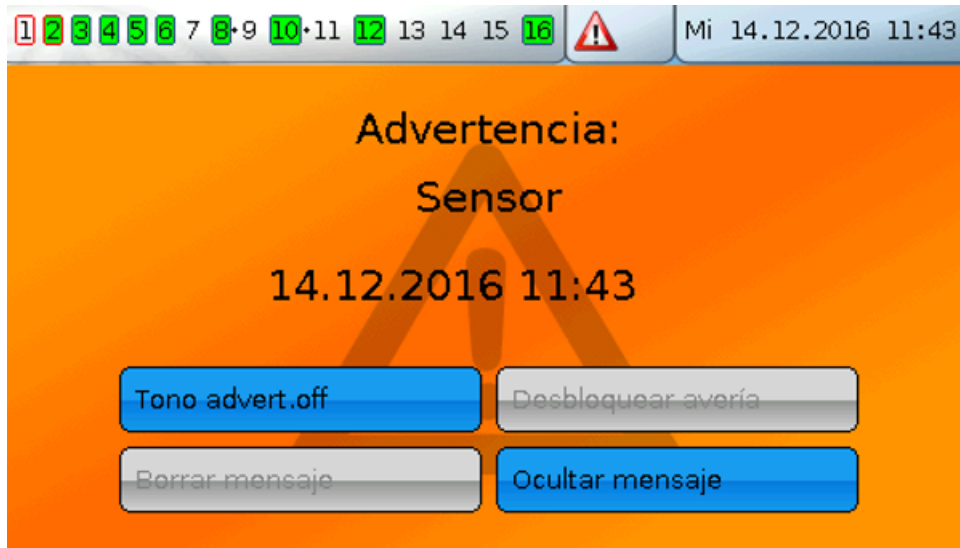 1 2 3 4 5 6 7 8·9 10·11 12 13 14 15 16 Mi 14.12.2016 11:43
Advertencia:
Sensor
14.12.2016 11:43
Tono advert.off Desbloquear avería
Borrar mensaje Ocultar mensaje